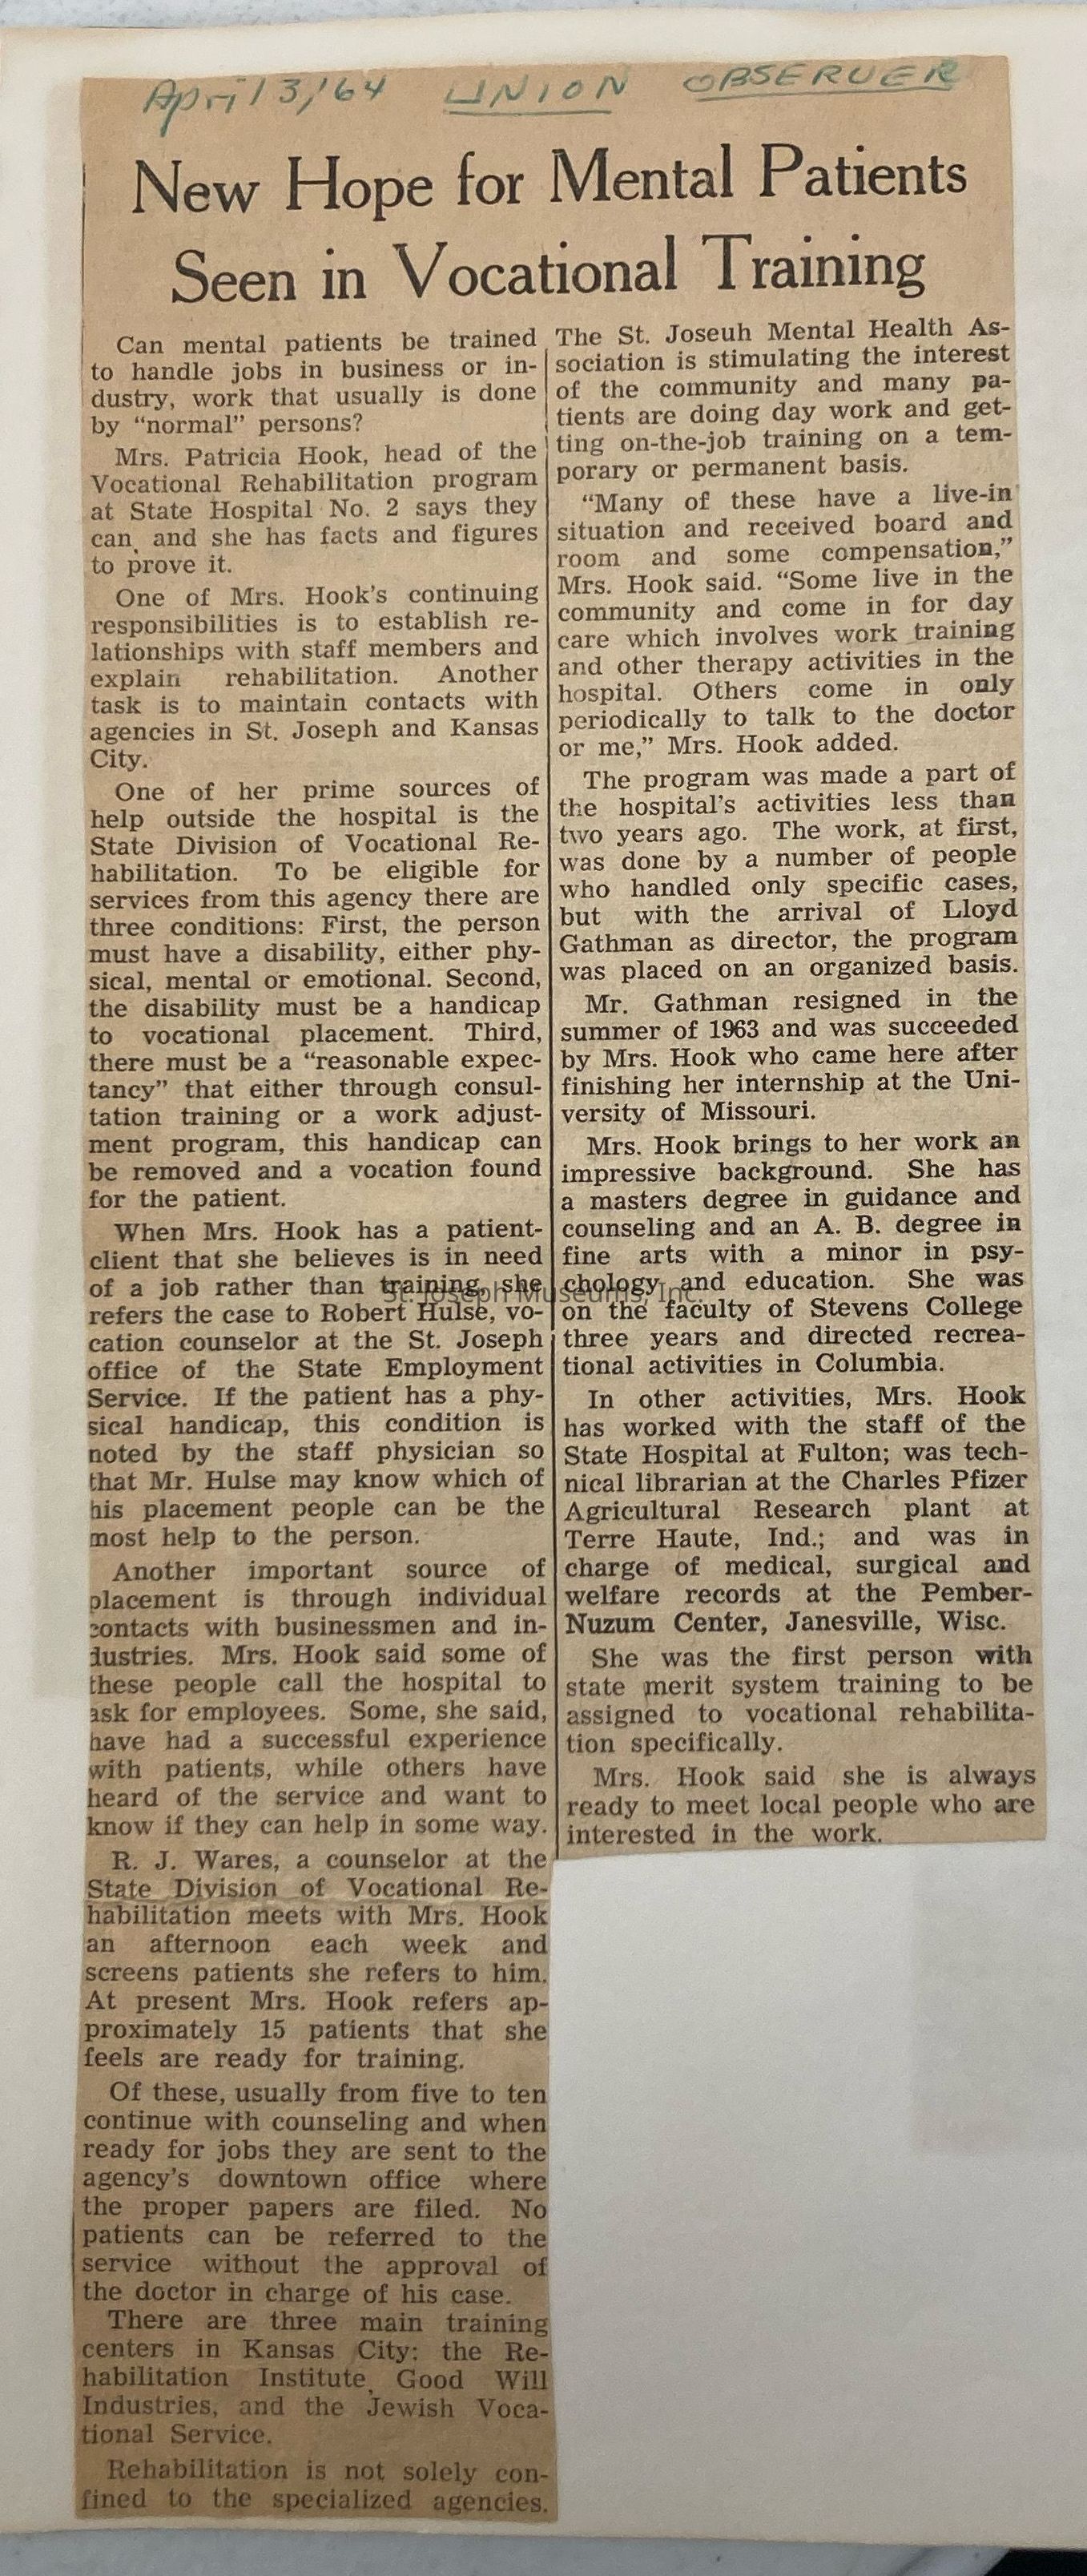 April 3, '64 UNION OBSERVER
New Hope for Mental Patients
Seen in Vocational Training
Can mental patients be trained
to handle jobs in business or in-
dustry, work that usually is done
by “normal” persons?
Mrs. Patricia Hook, head of the
Vocational Rehabilitation program
at State Hospital No. 2 says they
can, and she has facts and figures
to prove it.
One of Mrs. Hook’s continuing
responsibilities is to establish re-
lationships with staff members and
explain rehabilitation. Another
task is to maintain contacts with
agencies in St. Joseph and Kansas
City.
One of her prime sources of
help outside the hospital is the
State Division of Vocational Re-
habilitation. To be eligible for
services from this agency there are
three conditions: First, the person
must have a disability, either phy-
sical, mental or emotional. Second,
the disability must be a handicap
to vocational placement. Third,
there must be a “reasonable expec-
tancy” that either through consul-
tation training or a work adjust-
ment program, this handicap can
be removed and a vocation found
for the patient.
When Mrs. Hook has a patient-
client that she believes is in need
of a job rather than training, she
refers the case to Robert Hulse, vo-
cation counselor at the St. Joseph
office of the State Employment
Service. If the patient has a phy-
sical handicap, this condition is
noted by the staff physician so
that Mr. Hulse may know which of
his placement people can be the
most help to the person.
Another important source of
placement is through individual
contacts with businessmen and in-
dustries. Mrs. Hook said some of
these people call the hospital to
ask for employees. Some, she said,
have had a successful experience
with patients, while others have
heard of the service and want to
know if they can help in some way.
R. J. Wares, a counselor at the
State Division of Vocational Re-
habilitation meets with Mrs. Hook
an afternoon each week and
screens patients she refers to him.
At present Mrs. Hook refers ap-
proximately 15 patients that she
feels are ready for training.
Of these, usually from five to ten
continue with counseling and when
ready for jobs they are sent to the
agency’s downtown office where
the proper papers are filed. No
patients can be referred to the
service without the approval of
the doctor in charge of his case.
There are three main training
centers in Kansas City: the Re-
habilitation Institute, Good Will
Industries, and the Jewish Voca-
tional Service.
Rehabilitation is not solely con-
fined to the specialized agencies.
The St. Joseuh Mental Health As-
sociation is stimulating the interest
of the community and many pa-
tients are doing day work and get-
ting on-the-job training on a tem-
porary or permanent basis.
“Many of these have a live-in
situation and received board and
room and some compensation,”
Mrs. Hook said. “Some live in the
community and come in for day
care which involves work training
and other therapy activities in the
hospital. Others come in only
periodically to talk to the doctor
or me,” Mrs. Hook added.
The program was made a part of
the hospital’s activities less than
two years ago. The work, at first,
was done by a number of people
who handled only specific cases,
but with the arrival of Lloyd
Gathman as director, the program
was placed on an organized basis.
Mr. Gathman resigned in the
summer of 1963 and was succeeded
by Mrs. Hook who came here after
finishing her internship at the Uni-
versity of Missouri.
Mrs. Hook brings to her work an
impressive background. She has
a masters degree in guidance and
counseling and an A. B. degree in
fine arts with a minor in psy-
chology and education. She was
on the faculty of Stevens College
three years and directed recrea-
tional activities in Columbia.
In other activities, Mrs. Hook
has worked with the staff of the
State Hospital at Fulton; was tech-
nical librarian at the Charles Pfizer
Agricultural Research plant at
Terre Haute, Ind.; and was in
charge of medical, surgical and
welfare records at the Pember-
Nuzum Center, Janesville, Wisc.
She was the first person with
state merit system training to be
assigned to vocational rehabilita-
tion specifically.
Mrs. Hook said she is always
ready to meet local people who are
interested in the work.
St. Joseph Museums, Inc.